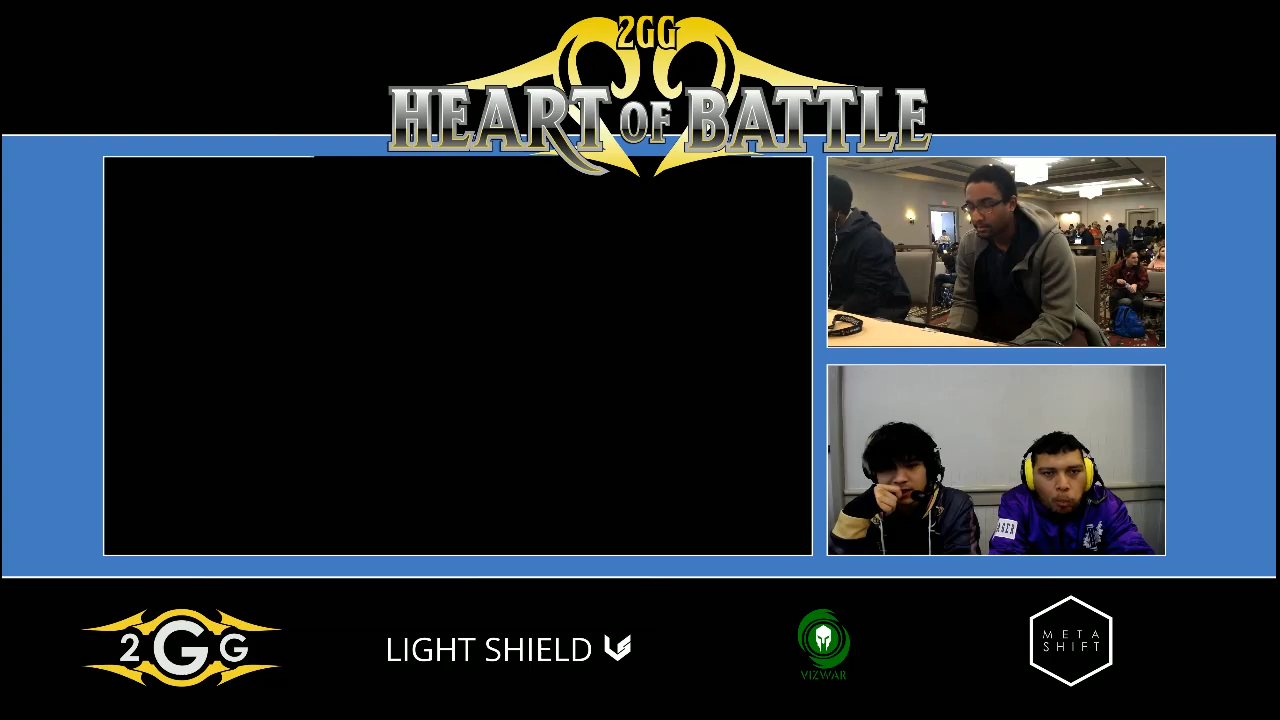 2GG
HEART OF BATTLE
2GG
LIGHT SHIELD
VIZWAR
META
SHIFT